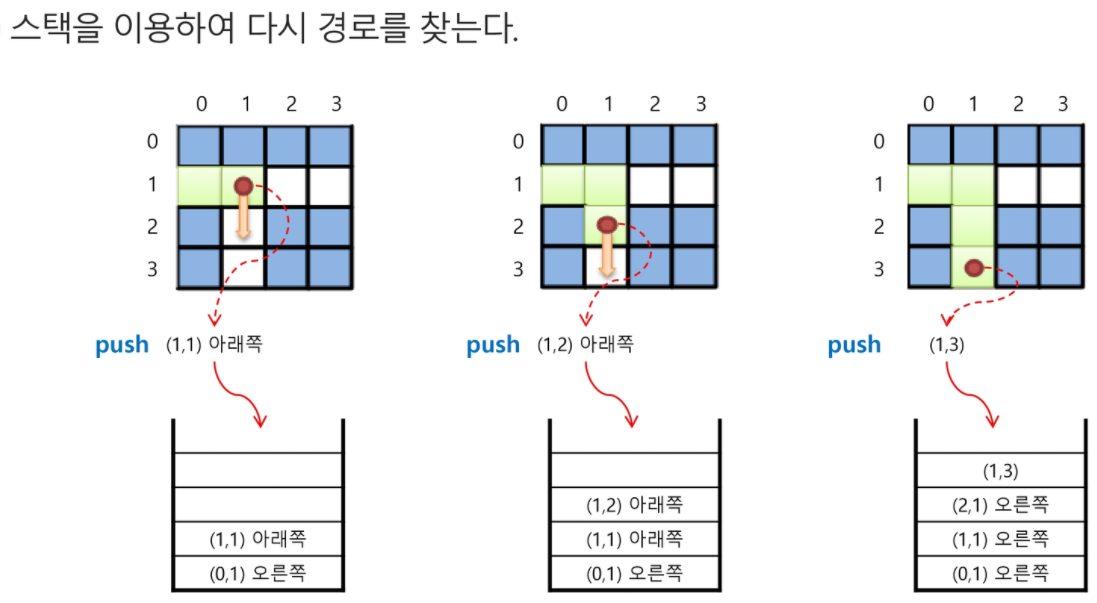 스택을 이용하여 다시 경로를 찾는다.
0 1 2 3
0
1
2
3
push (1,1) 아래쪽
(1,1) 아래쪽
(0,1) 오른쪽
0 1 2 3
0
1
2
3
push (1,2) 아래쪽
(1,2) 아래쪽
(1,1) 아래쪽
(0,1) 오른쪽
0 1 2 3
0
1
2
3
push (1,3)
(1,3)
(2,1) 오른쪽
(1,1) 오른쪽
(0,1) 오른쪽